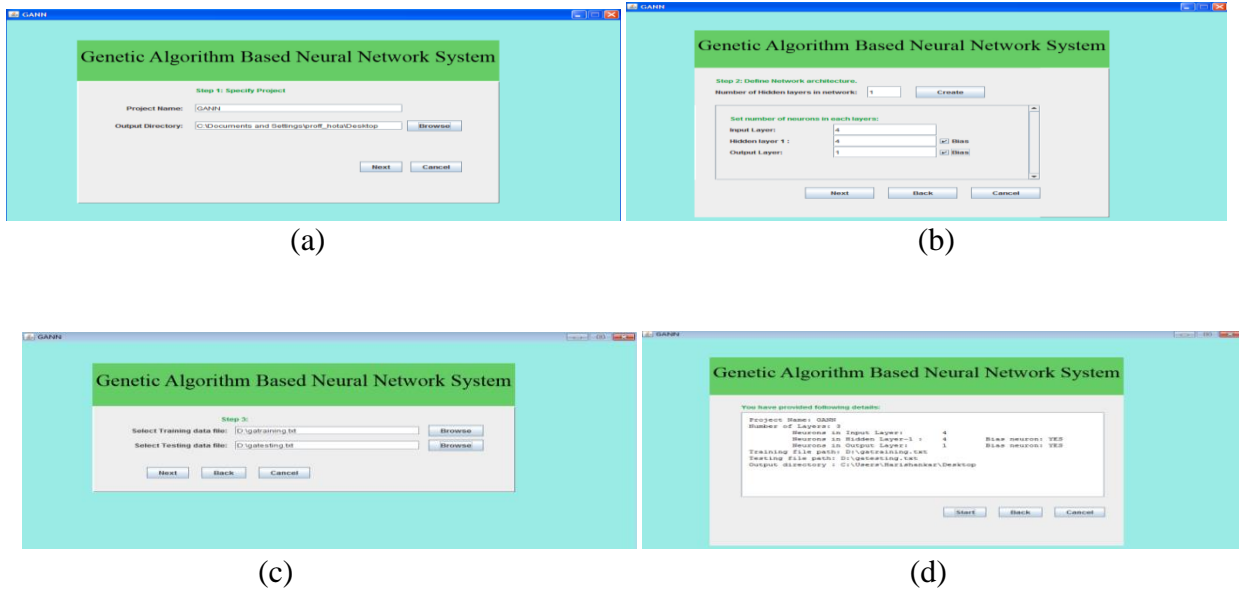 GANN
Genetic Algorithm Based Neural Network System
Step 1: Specify Project
Project Name: GANN
Output Directory: C:\Documents and Settings\proff_hota\Desktop Browse
Next Cancel
(a)
GANN
Genetic Algorithm Based Neural Network System
Step 2: Define Network architecture.
Number of Hidden layers in network: 1 Create
Set number of neurons in each layers:
Input Layer: 4
Hidden layer 1 : 4 Bias
Output Layer: 1 Bias
Next Back Cancel
(b)
GANN
Genetic Algorithm Based Neural Network System
Step 3:
Select Training data file: D:\gatraining.txt Browse
Select Testing data file: D:\gatesting.txt Browse
Next Back Cancel
(c)
GANN
Genetic Algorithm Based Neural Network System
You have provided following details:
Project Name: GANN
Number of Layers: 3
Neurons in Input Layer: 4
Neurons in Hidden Layer-1 : 4 Bias neuron: YES
Neurons in Output Layer: 1 Bias neuron: YES
Training file path: D:\gatraining.txt
Testing file path: D:\gatesting.txt
Output directory : C:\Users\Harishankar\Desktop
Start Back Cancel
(d)